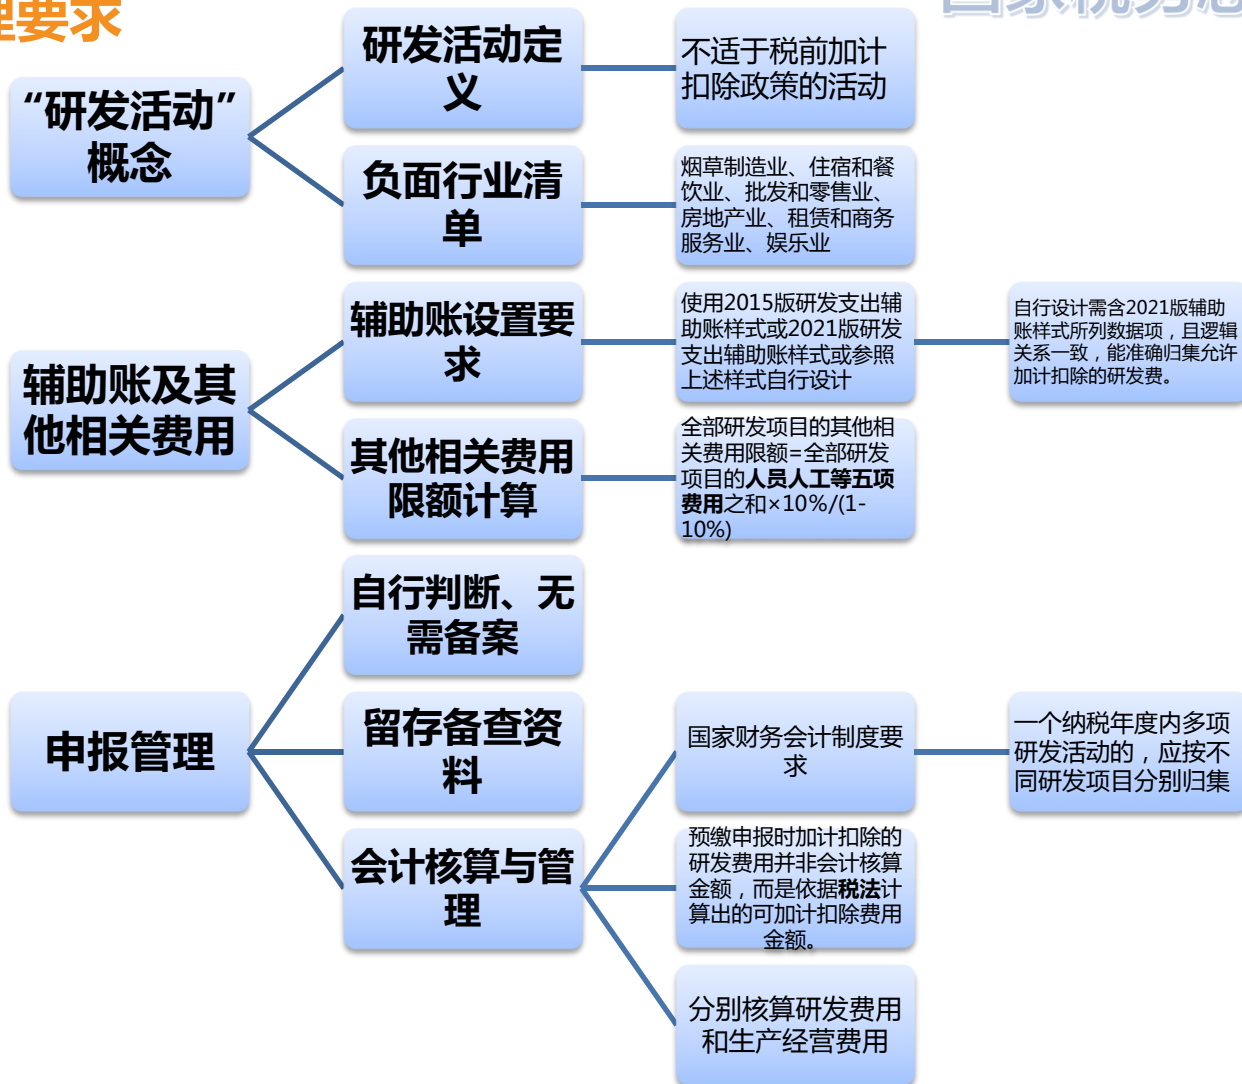 理要求
国家税务总
研发活动定
义
不适于税前加计
扣除政策的活动
“研发活动”
概念
负面行业清
单
烟草制造业、住宿和餐
饮业、批发和零售业、
房地产业、租赁和商务
服务业、娱乐业
辅助账设置要
求
使用2015版研发支出辅
助账样式或2021版研发
支出辅助账样式或参照
上述样式自行设计
自行设计需含2021版辅助
账样式所列数据项，且逻辑
关系一致，能准确归集允许
加计扣除的研发费。
辅助账及其
他相关费用
其他相关费用
限额计算
全部研发项目的其他相
关费用限额=全部研发
项目的人员人工等五项
费用之和×10%/(1-
10%)
自行判断、无
需备案
申报管理
留存备查资
料
国家财务会计制度要
求
一个纳税年度内多项
研发活动的，应按不
同研发项目分别归集
会计核算与管
理
预缴申报时加计扣除的
研发费用并非会计核算
金额，而是依据税法计
算出的可加计扣除费用
金额。
分别核算研发费用
和生产经营费用